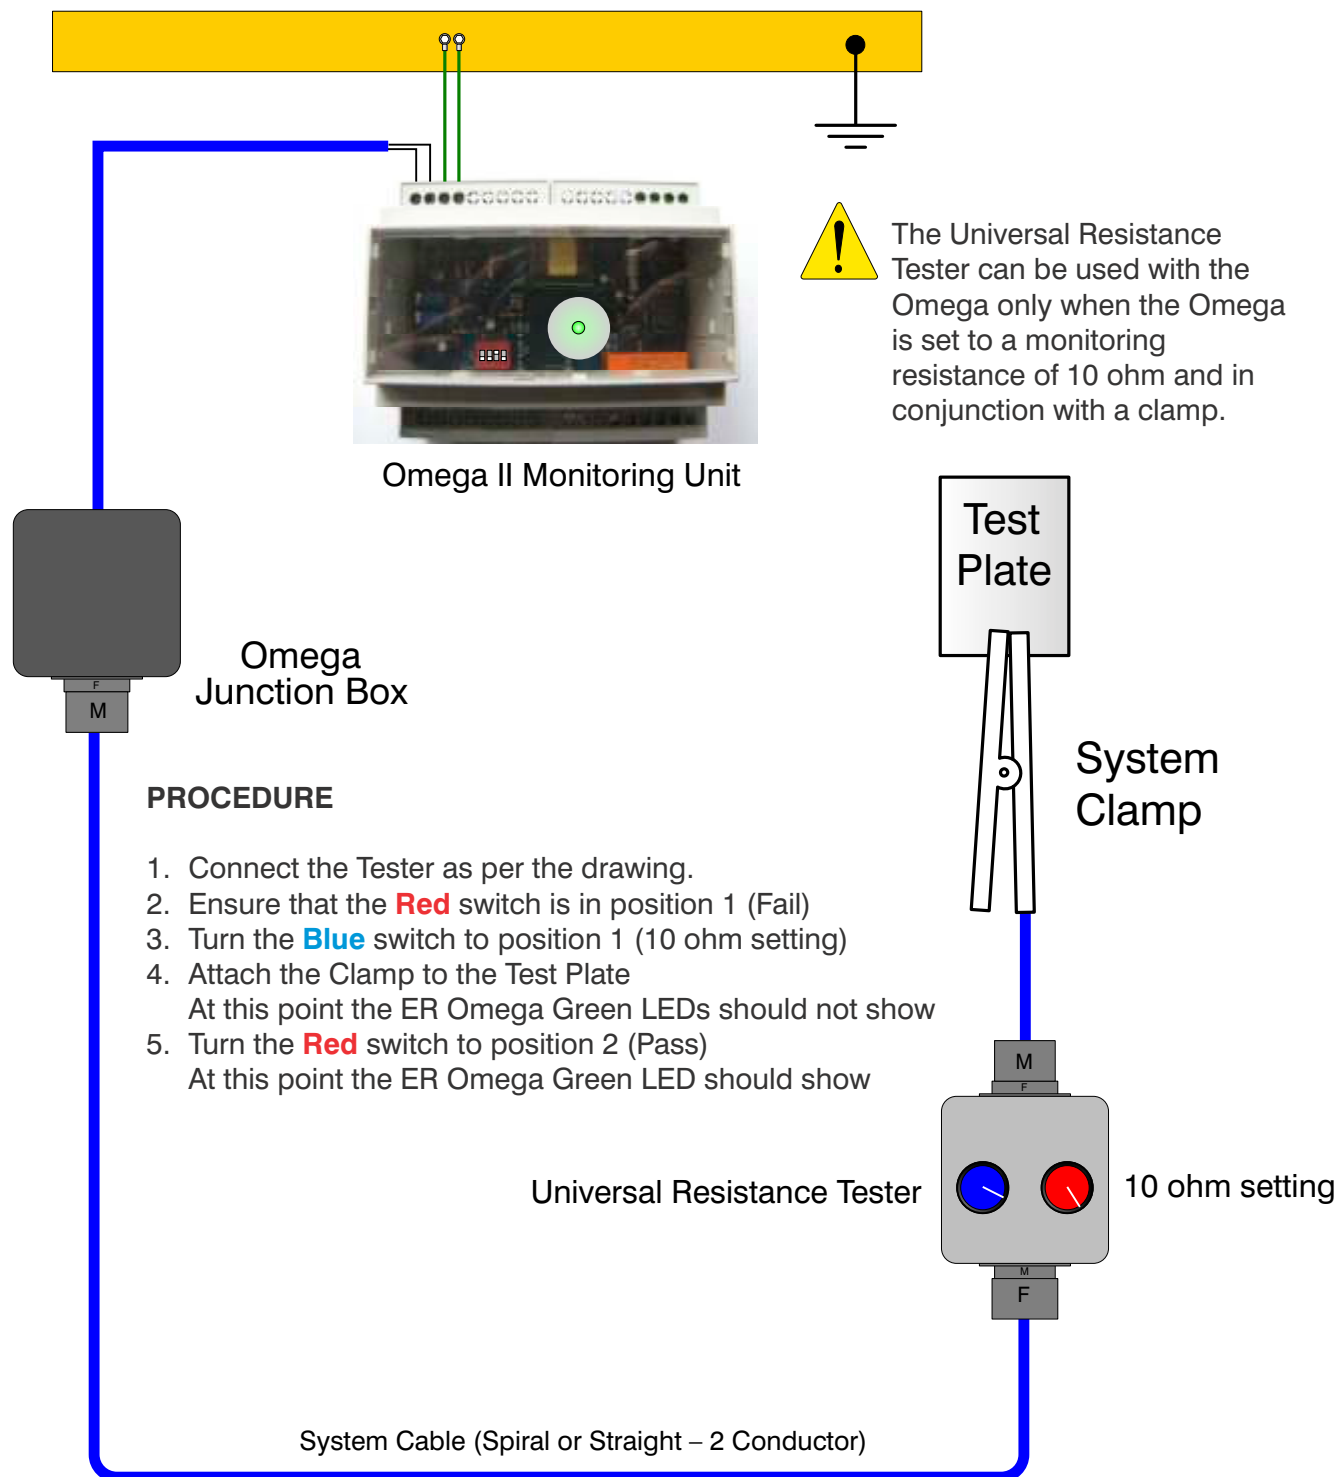 The Universal Resistance
Tester can be used with the
Omega only when the Omega
is set to a monitoring
resistance of 10 ohm and in
conjunction with a clamp.
Omega II Monitoring Unit
Test
Plate
Omega
Junction Box
F
M
System
Clamp
PROCEDURE
1. Connect the Tester as per the drawing.
2. Ensure that the Red switch is in position 1 (Fail)
3. Turn the Blue switch to position 1 (10 ohm setting)
4. Attach the Clamp to the Test Plate
At this point the ER Omega Green LEDs should not show
5. Turn the Red switch to position 2 (Pass)
At this point the ER Omega Green LED should show
M
F
Universal Resistance Tester
10 ohm setting
M
F
System Cable (Spiral or Straight – 2 Conductor)